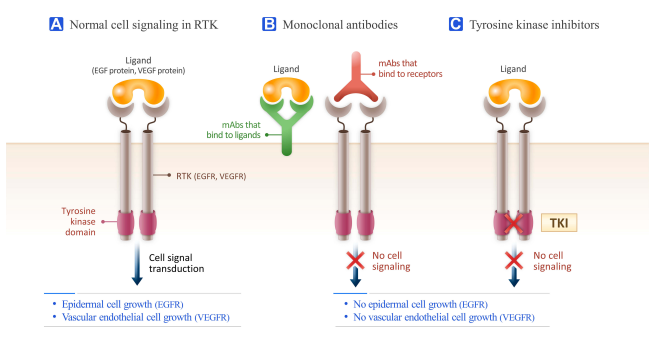 A Normal cell signaling in RTK
Ligand
(EGF protein, VEGF protein)
RTK (EGFR, VEGFR)
Tyrosine
kinase
domain
Cell signal
transduction
• Epidermal cell growth (EGFR)
• Vascular endothelial cell growth (VEGFR)
B Monoclonal antibodies
Ligand
mAbs that
bind to ligands
mAbs that
bind to receptors
No cell
signaling
C Tyrosine kinase inhibitors
Ligand
TKI
No cell
signaling
• No epidermal cell growth (EGFR)
• No vascular endothelial cell growth (VEGFR)